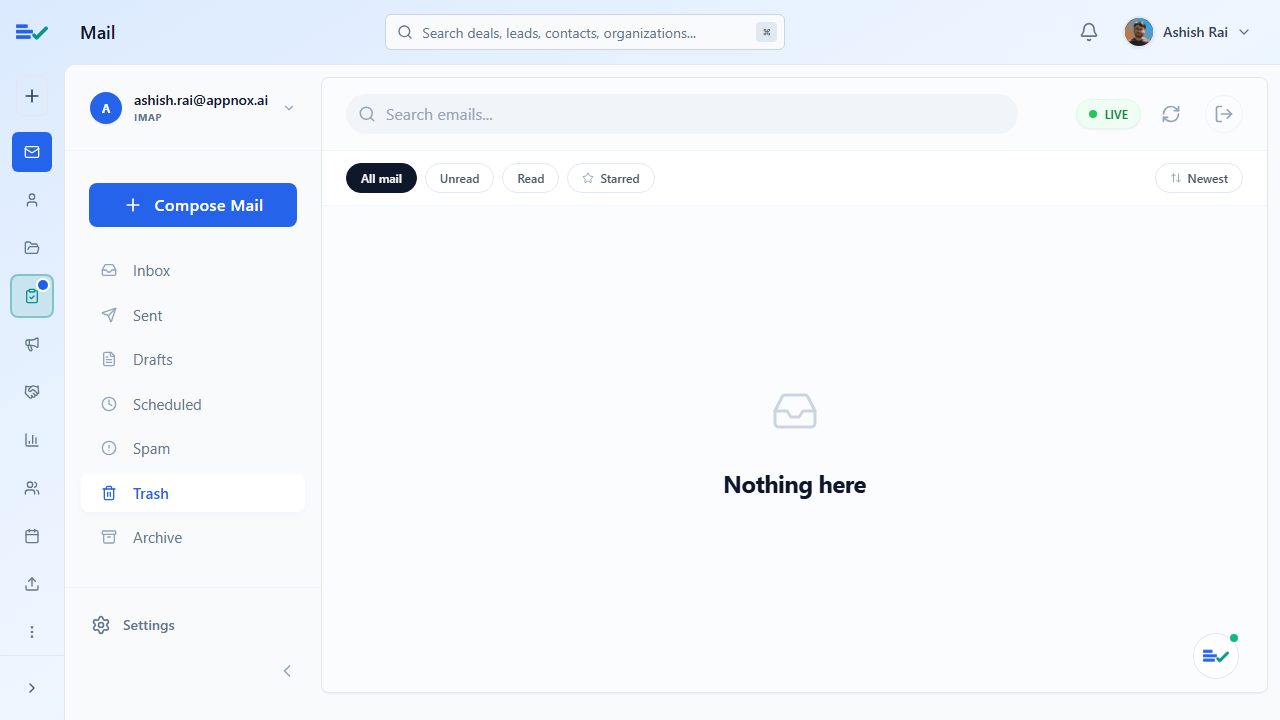 Mail
Search deals, leads, contacts, organizations...
⌘
Ashish Rai
A
ashish.rai@appnox.ai
IMAP
Compose Mail
Inbox
Sent
Drafts
Scheduled
Spam
Trash
Archive
Settings
Search emails...
LIVE
All mail
Unread
Read
Starred
Newest
Nothing here